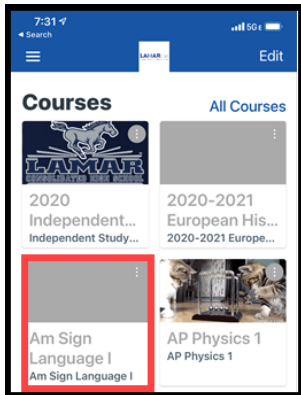 7:31
5G E
Search
LAMAR
Edit
Courses
All Courses
LAMAR
CONSOLIDATED HIGH SCHOOL
2020
Independent...
Independent Study...
2020-2021
European His...
2020-2021 Europe...
Am Sign
Language I
Am Sign Language I
AP Physics 1
AP Physics 1